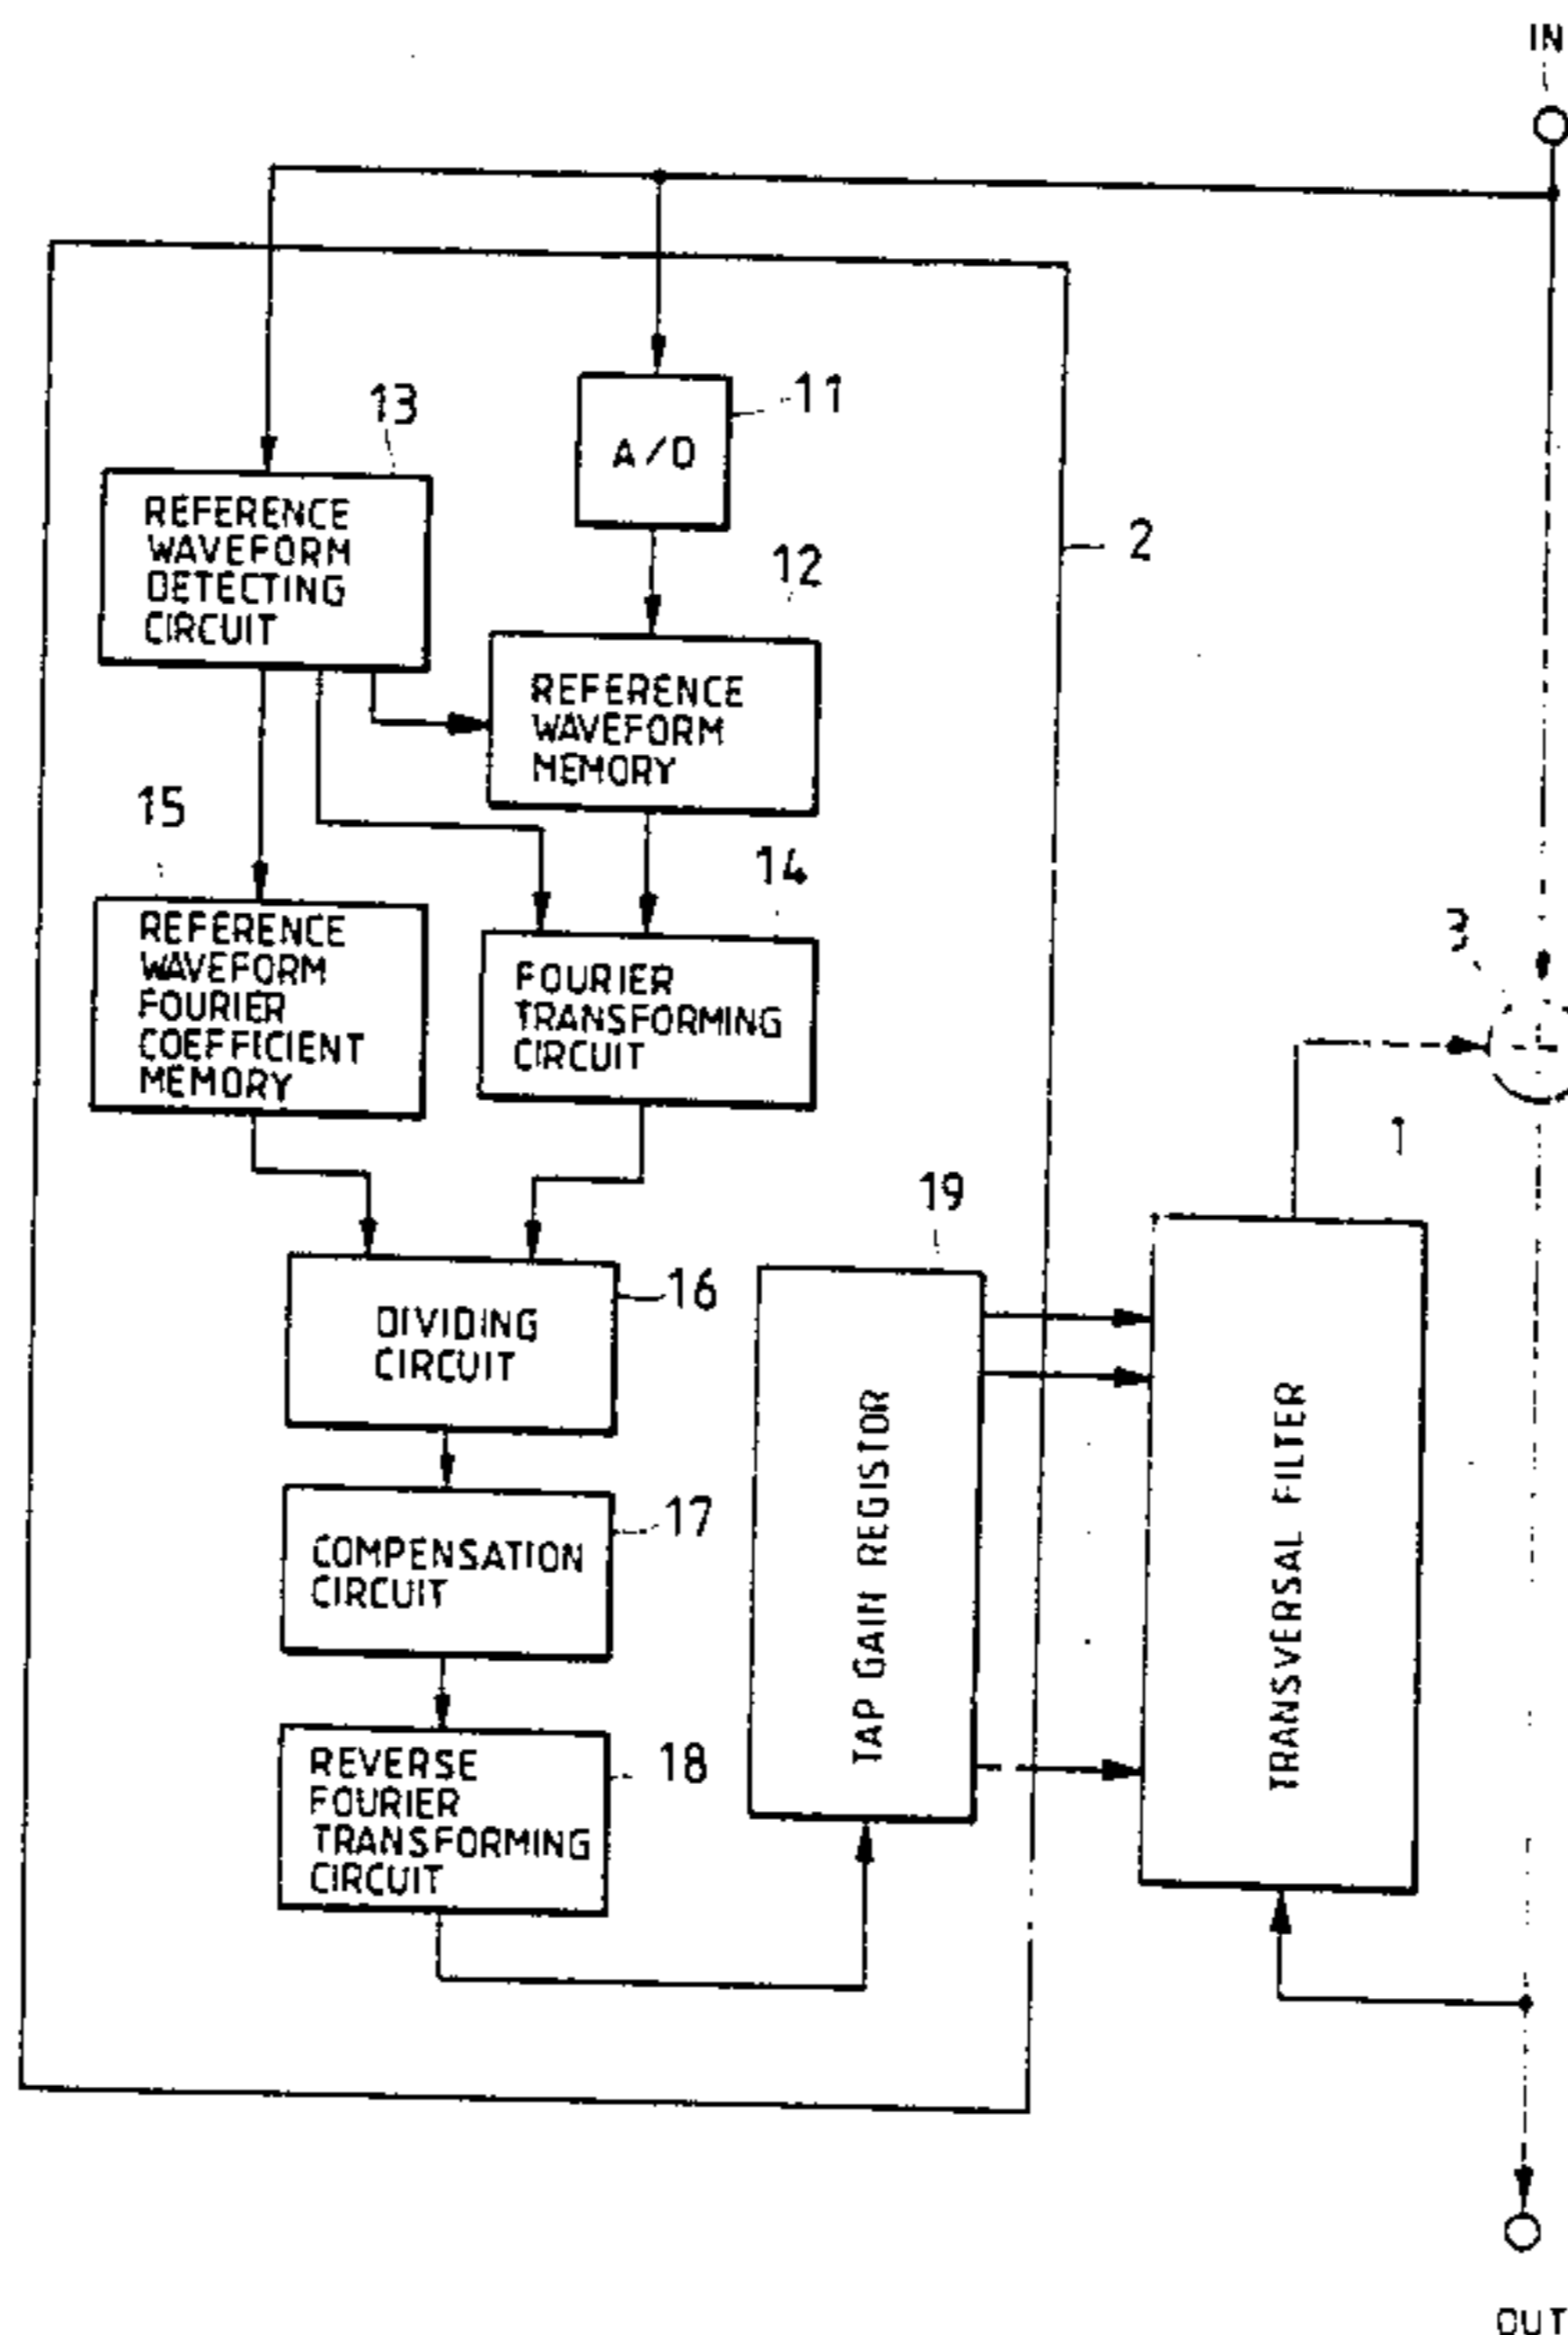 IN
13
11
A/D
REFERENCE
WAVEFORM
DETECTING
CIRCUIT
2
12
REFERENCE
WAVEFORM
MEMORY
15
14
REFERENCE
WAVEFORM
FOURIER
COEFFICIENT
MEMORY
FOURIER
TRANSFORMING
CIRCUIT
3
1
19
16
DIVIDING
CIRCUIT
17
COMPENSATION
CIRCUIT
TAP GAIN REGISTOR
TRANSVERSAL FILTER
18
REVERSE
FOURIER
TRANSFORMING
CIRCUIT
OUT